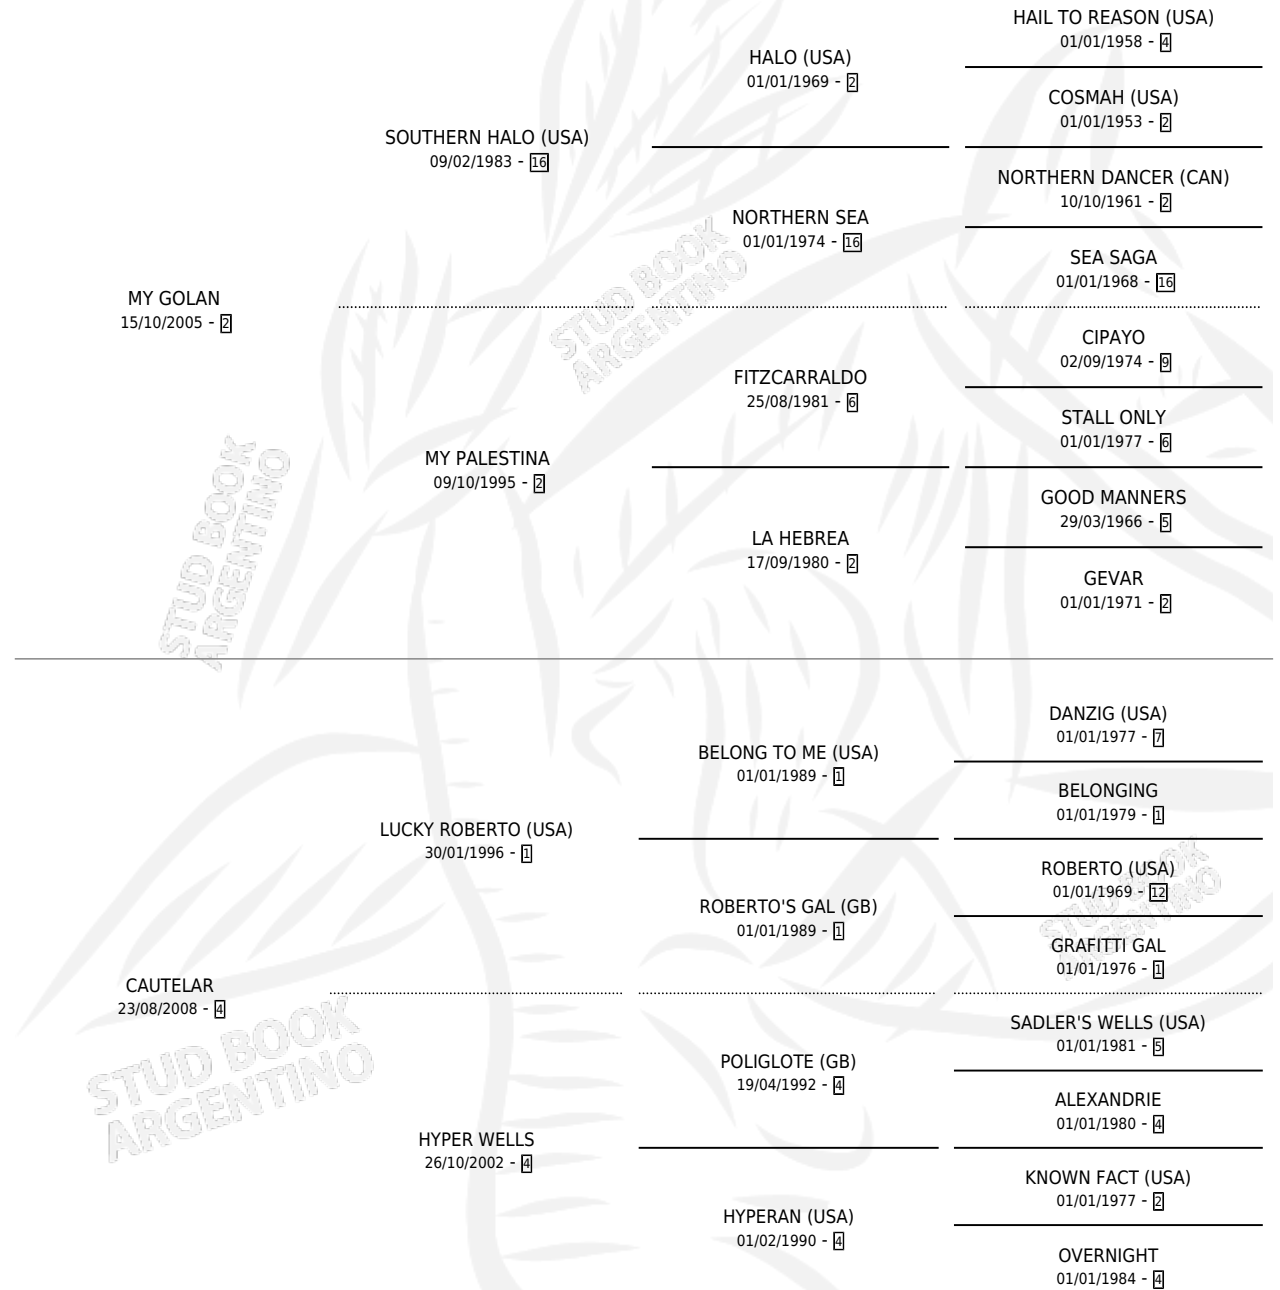 HAIL TO REASON (USA)
01/01/1958 - 4
HALO (USA)
01/01/1969 - 2
COSMAH (USA)
01/01/1953 - 2
SOUTHERN HALO (USA)
09/02/1983 - 16
NORTHERN DANCER (CAN)
10/10/1961 - 2
NORTHERN SEA
01/01/1974 - 16
SEA SAGA
01/01/1968 - 16
MY GOLAN
15/10/2005 - 2
STUD BOOK
ARGENTINO
CIPAYO
02/09/1974 - 9
FITZCARRALDO
25/08/1981 - 6
STALL ONLY
01/01/1977 - 6
MY PALESTINA
09/10/1995 - 2
GOOD MANNERS
29/03/1966 - 5
LA HEBREA
17/09/1980 - 2
GEVAR
01/01/1971 - 2
STUD BOOK
ARGENTINO
DANZIG (USA)
01/01/1977 - 7
BELONG TO ME (USA)
01/01/1989 - 1
BELONGING
01/01/1979 - 1
LUCKY ROBERTO (USA)
30/01/1996 - 1
ROBERTO (USA)
01/01/1969 - 12
ROBERTO'S GAL (GB)
01/01/1989 - 1
STUD BOOK
ARGENTINO
GRAFITTI GAL
01/01/1976 - 1
CAUTELAR
23/08/2008 - 4
SADLER'S WELLS (USA)
01/01/1981 - 5
POLIGLOTE (GB)
19/04/1992 - 4
STUD BOOK
ARGENTINO
ALEXANDRIE
01/01/1980 - 4
HYPER WELLS
26/10/2002 - 4
KNOWN FACT (USA)
01/01/1977 - 2
HYPERAN (USA)
01/02/1990 - 4
OVERNIGHT
01/01/1984 - 4